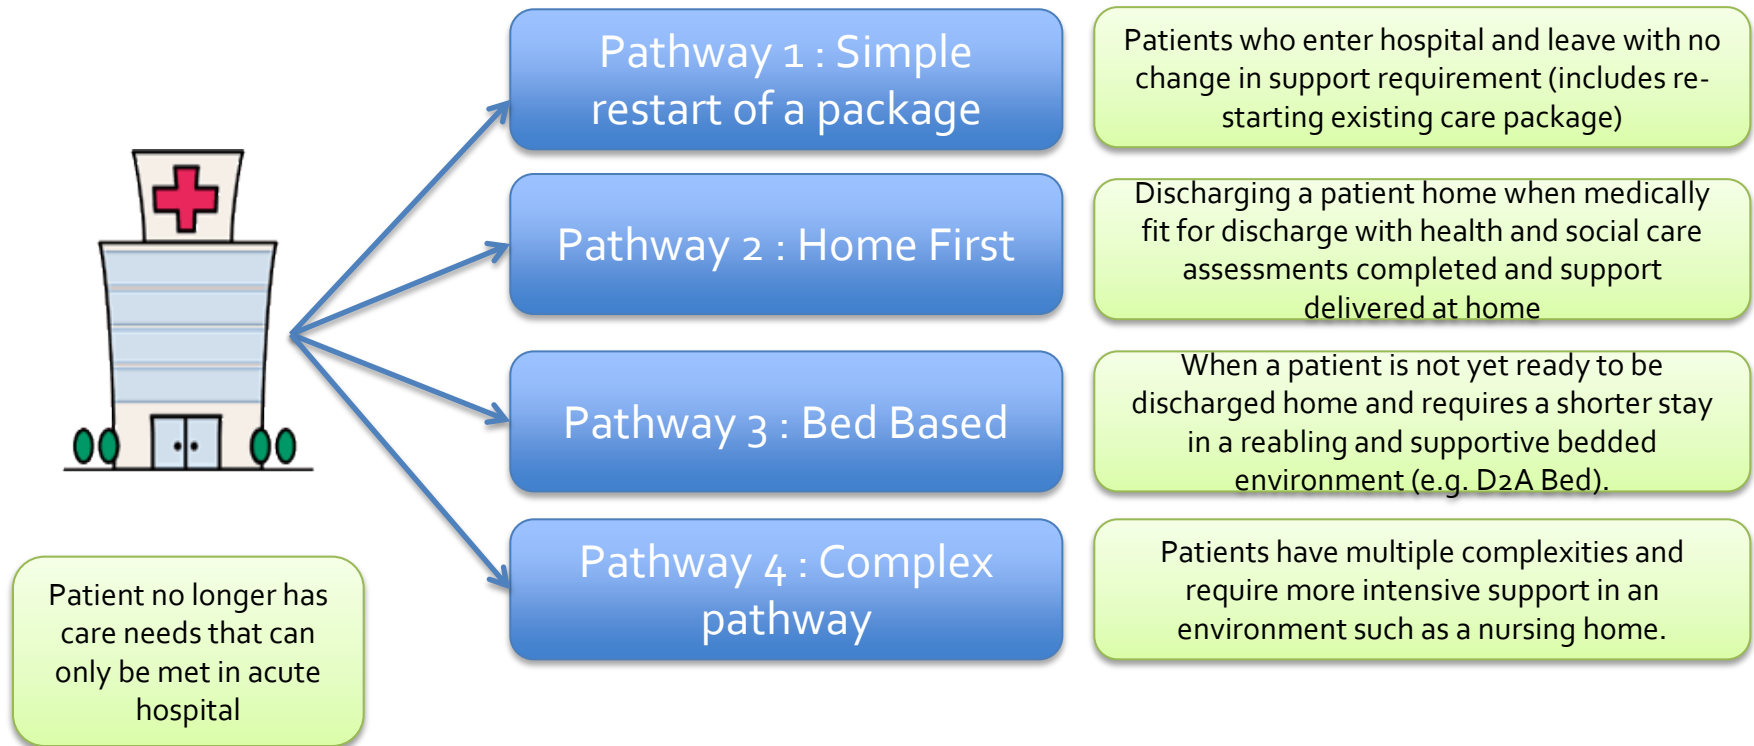 Pathway 1 : Simple
restart of a package
Patients who enter hospital and leave with no
change in support requirement (includes re-
starting existing care package)
Pathway 2 : Home First
Discharging a patient home when medically
fit for discharge with health and social care
assessments completed and support
delivered at home
Pathway 3 : Bed Based
When a patient is not yet ready to be
discharged home and requires a shorter stay
in a reabling and supportive bedded
environment (e.g. D2A Bed).
Pathway 4 : Complex
pathway
Patients have multiple complexities and
require more intensive support in an
environment such as a nursing home.
Patient no longer has
care needs that can
only be met in acute
hospital